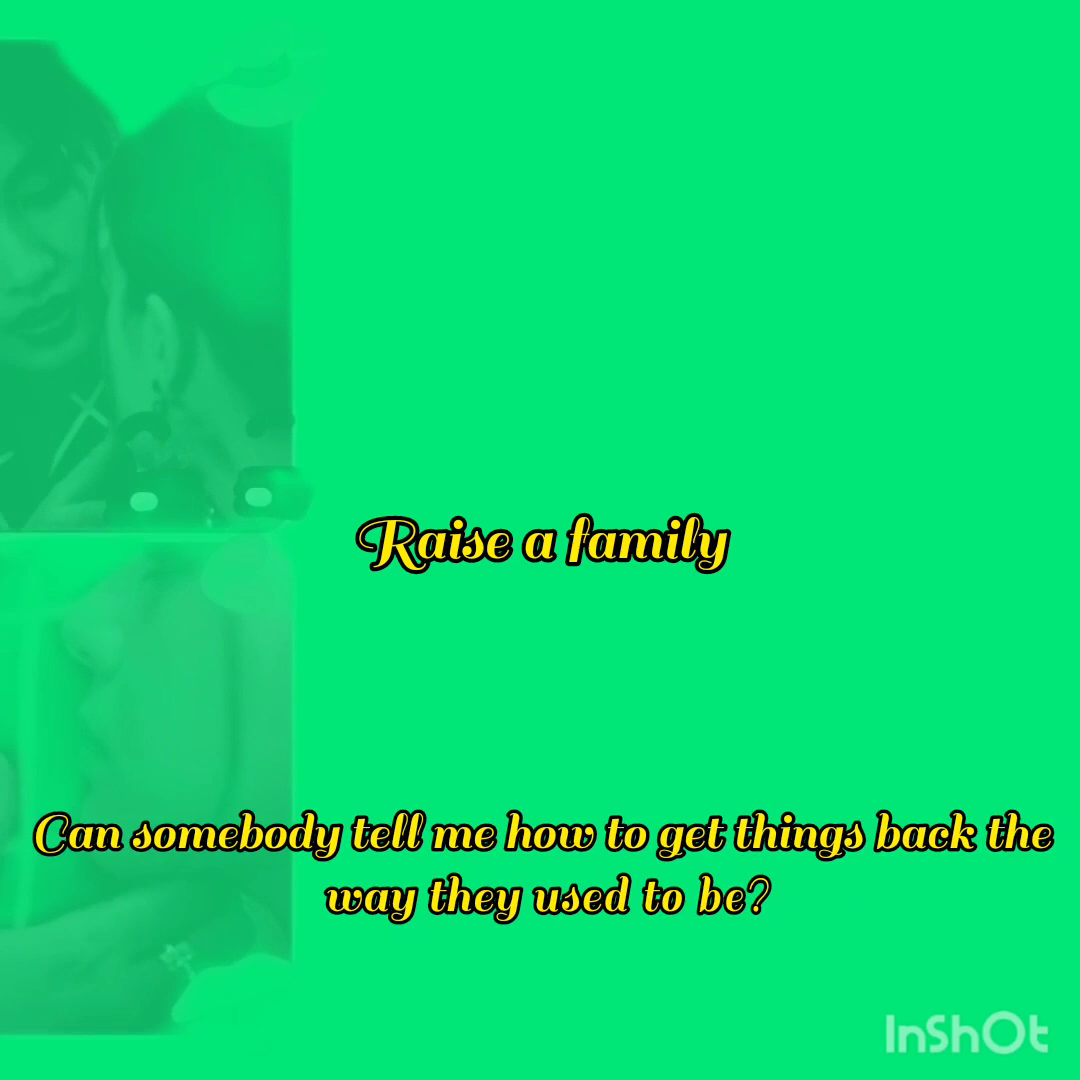 Raise a family
Can somebody tell me how to get things back the
way they used to be?
InShOt